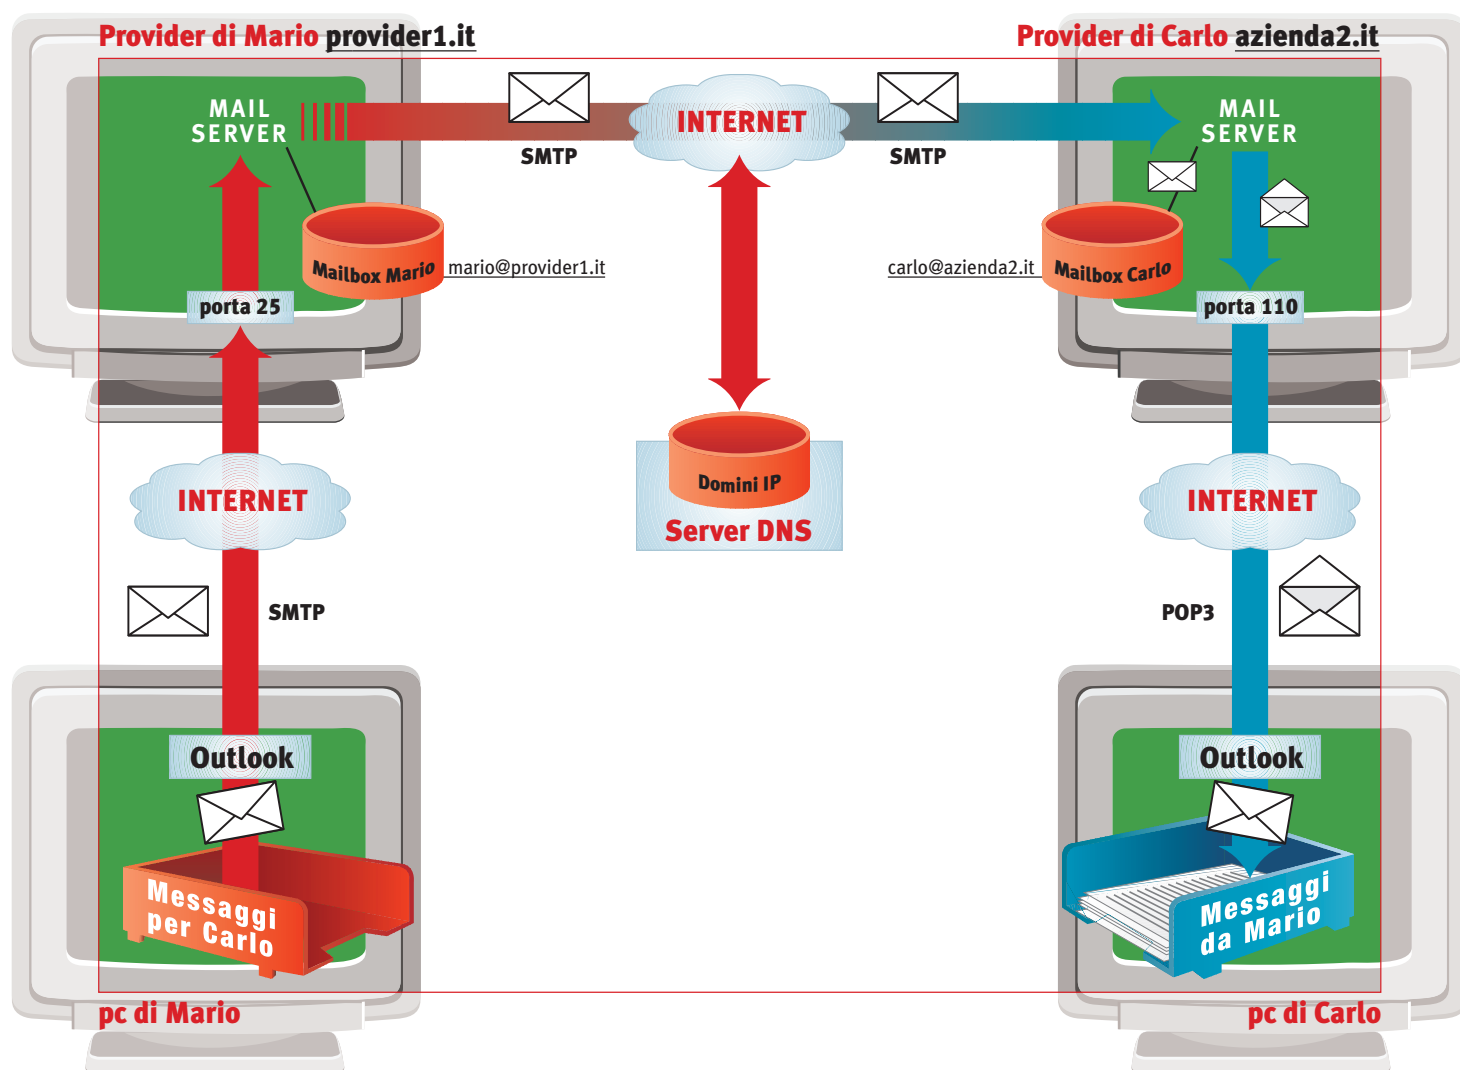 Provider di Mario provider1.it
Provider di Carlo azienda2.it
MAIL
SERVER
INTERNET
MAIL
SERVER
SMTP
SMTP
Mailbox Mario
mario@provider1.it
carlo@azienda2.it
Mailbox Carlo
porta 25
porta 110
Domini IP
Server DNS
INTERNET
INTERNET
SMTP
POP3
Outlook
Outlook
Messaggi
per Carlo
Messaggi
da Mario
pc di Mario
pc di Carlo